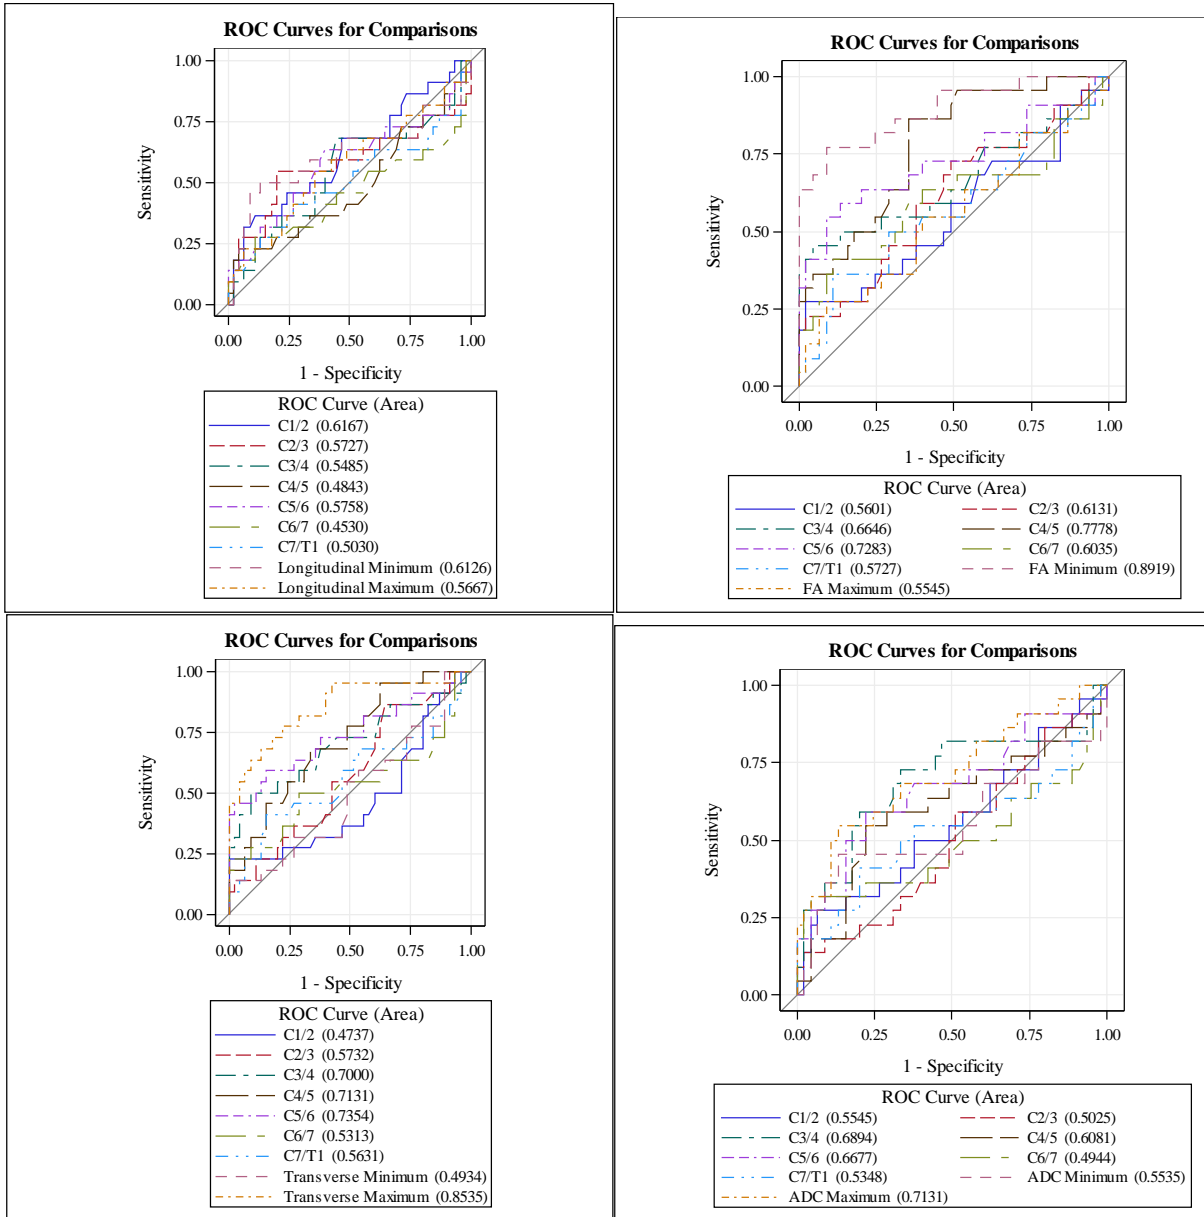 ROC Curves for Comparisons
1.00
0.75
0.50
0.25
0.00
Sensitivity
0.00 0.25 0.50 0.75 1.00
1 - Specificity
ROC Curve (Area)
C1/2 (0.6167)
C2/3 (0.5727)
C3/4 (0.5485)
C4/5 (0.4843)
C5/6 (0.5758)
C6/7 (0.4530)
C7/T1 (0.5030)
Longitudinal Minimum (0.6126)
Longitudinal Maximum (0.5667)
ROC Curves for Comparisons
1.00
0.75
0.50
0.25
0.00
Sensitivity
0.00 0.25 0.50 0.75 1.00
1 - Specificity
ROC Curve (Area)
C1/2 (0.5601) C2/3 (0.6131)
C3/4 (0.6646) C4/5 (0.7778)
C5/6 (0.7283) C6/7 (0.6035)
C7/T1 (0.5727) FA Minimum (0.8919)
FA Maximum (0.5545)
ROC Curves for Comparisons
1.00
0.75
0.50
0.25
0.00
Sensitivity
0.00 0.25 0.50 0.75 1.00
1 - Specificity
ROC Curve (Area)
C1/2 (0.4737)
C2/3 (0.5732)
C3/4 (0.7000)
C4/5 (0.7131)
C5/6 (0.7354)
C6/7 (0.5313)
C7/T1 (0.5631)
Transverse Minimum (0.4934)
Transverse Maximum (0.8535)
ROC Curves for Comparisons
1.00
0.75
0.50
0.25
0.00
Sensitivity
0.00 0.25 0.50 0.75 1.00
1 - Specificity
ROC Curve (Area)
C1/2 (0.5545) C2/3 (0.5025)
C3/4 (0.6894) C4/5 (0.6081)
C5/6 (0.6677) C6/7 (0.4944)
C7/T1 (0.5348) ADC Minimum (0.5535)
ADC Maximum (0.7131)